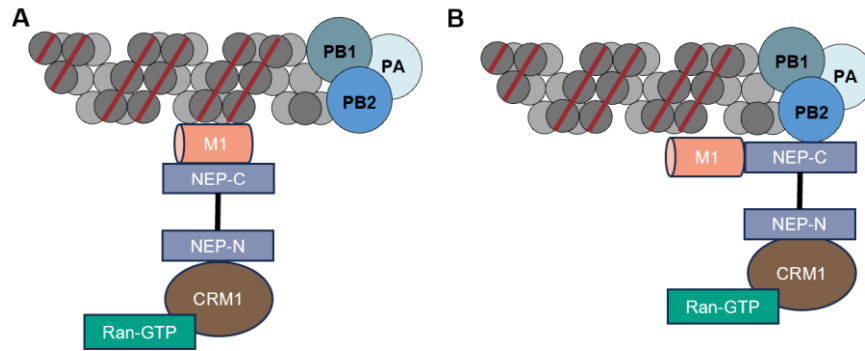 A
PB1
PA
PB2
M1
NEP-C
NEP-N
CRM1
Ran-GTP
B
PB1
PA
PB2
M1
NEP-C
NEP-N
CRM1
Ran-GTP